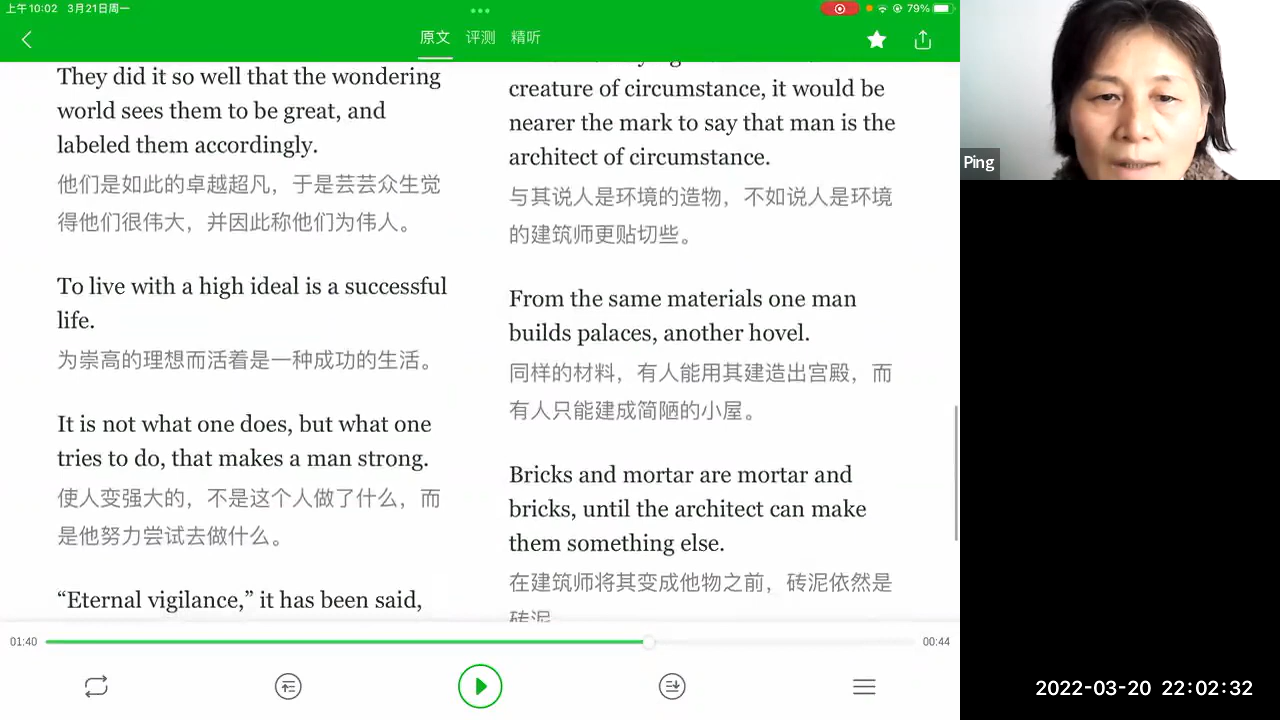 上午10:02 3月21日周一
79%
原文 评测 精听
They did it so well that the wondering
world sees them to be great, and
labeled them accordingly.
他们是如此的卓越超凡，于是芸芸众生觉
得他们很伟大，并因此称他们为伟人。
To live with a high ideal is a successful
life.
为崇高的理想而活着是一种成功的生活。
It is not what one does, but what one
tries to do, that makes a man strong.
使人变强大的，不是这个人做了什么，而
是他努力尝试去做什么。
“Eternal vigilance,” it has been said,
creature of circumstance, it would be
nearer the mark to say that man is the
architect of circumstance.
与其说人是环境的造物，不如说人是环境
的建筑师更贴切些。
From the same materials one man
builds palaces, another hovel.
同样的材料，有人能用其建造出宫殿，而
有人只能建成简陋的小屋。
Bricks and mortar are mortar and
bricks, until the architect can make
them something else.
在建筑师将其变成他物之前，砖泥依然是
砖泥
01:40
00:44
Ping
2022-03-20 22:02:32